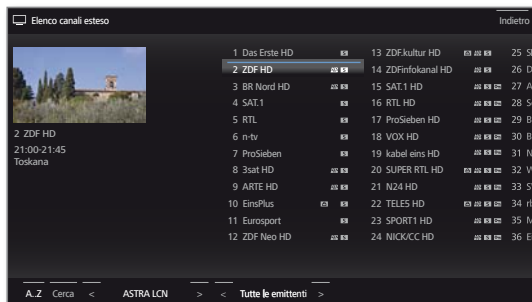 Elenco canali esteso
Indietro
1 Das Erste HD
2 ZDF HD
3 BR Nord HD
4 SAT.1
5 RTL
6 n-tv
7 ProSieben
8 3sat HD
9 ARTE HD
10 EinsPlus
11 Eurosport
12 ZDF Neo HD
13 ZDF.kultur HD
14 ZDFinfokanal HD
15 SAT.1 HD
16 RTL HD
17 ProSieben HD
18 VOX HD
19 kabel eins HD
20 SUPER RTL HD
21 N24 HD
22 TELE5 HD
23 SPORT1 HD
24 NICK/CC HD
25
26
27
28
29
30
31
32
33
34
35
36
2 ZDF HD
21:00-21:45
Toskana
A..Z Cerca < ASTRA LCN > < Tutte le emittenti >